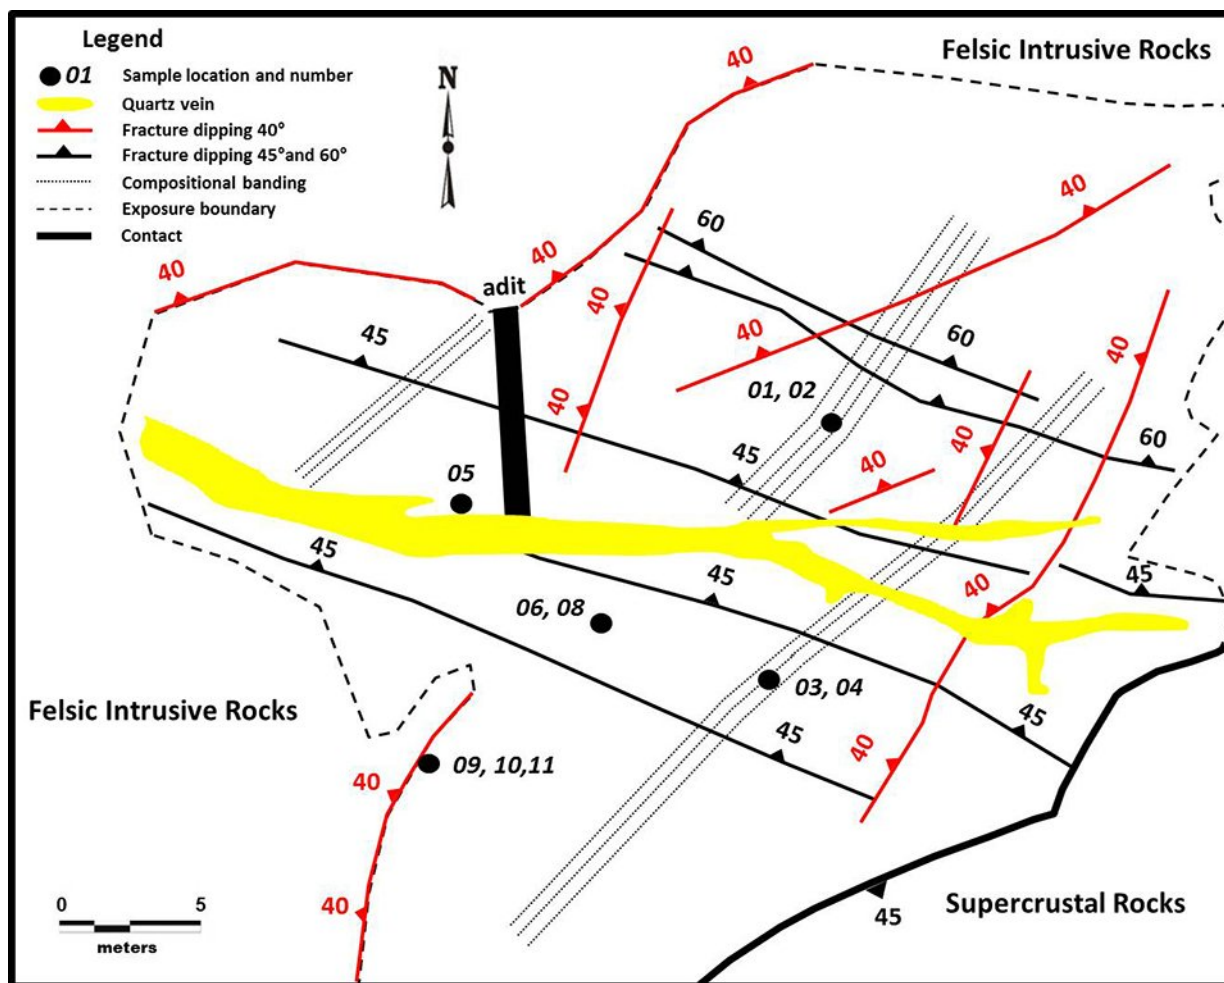 Legend
01 Sample location and number
Quartz vein
Fracture dipping 40°
Fracture dipping 45°and 60°
Compositional banding
Exposure boundary
Contact
N
Felsic Intrusive Rocks
40
40
40
40
60
adit
40
45
40
60
40
01, 02
40
40
45
40
40
60
05
45
45
45
40
06, 08
03, 04
Felsic Intrusive Rocks
45
45
40
40
09, 10,11
40
45
Supercrustal Rocks
0 5
meters